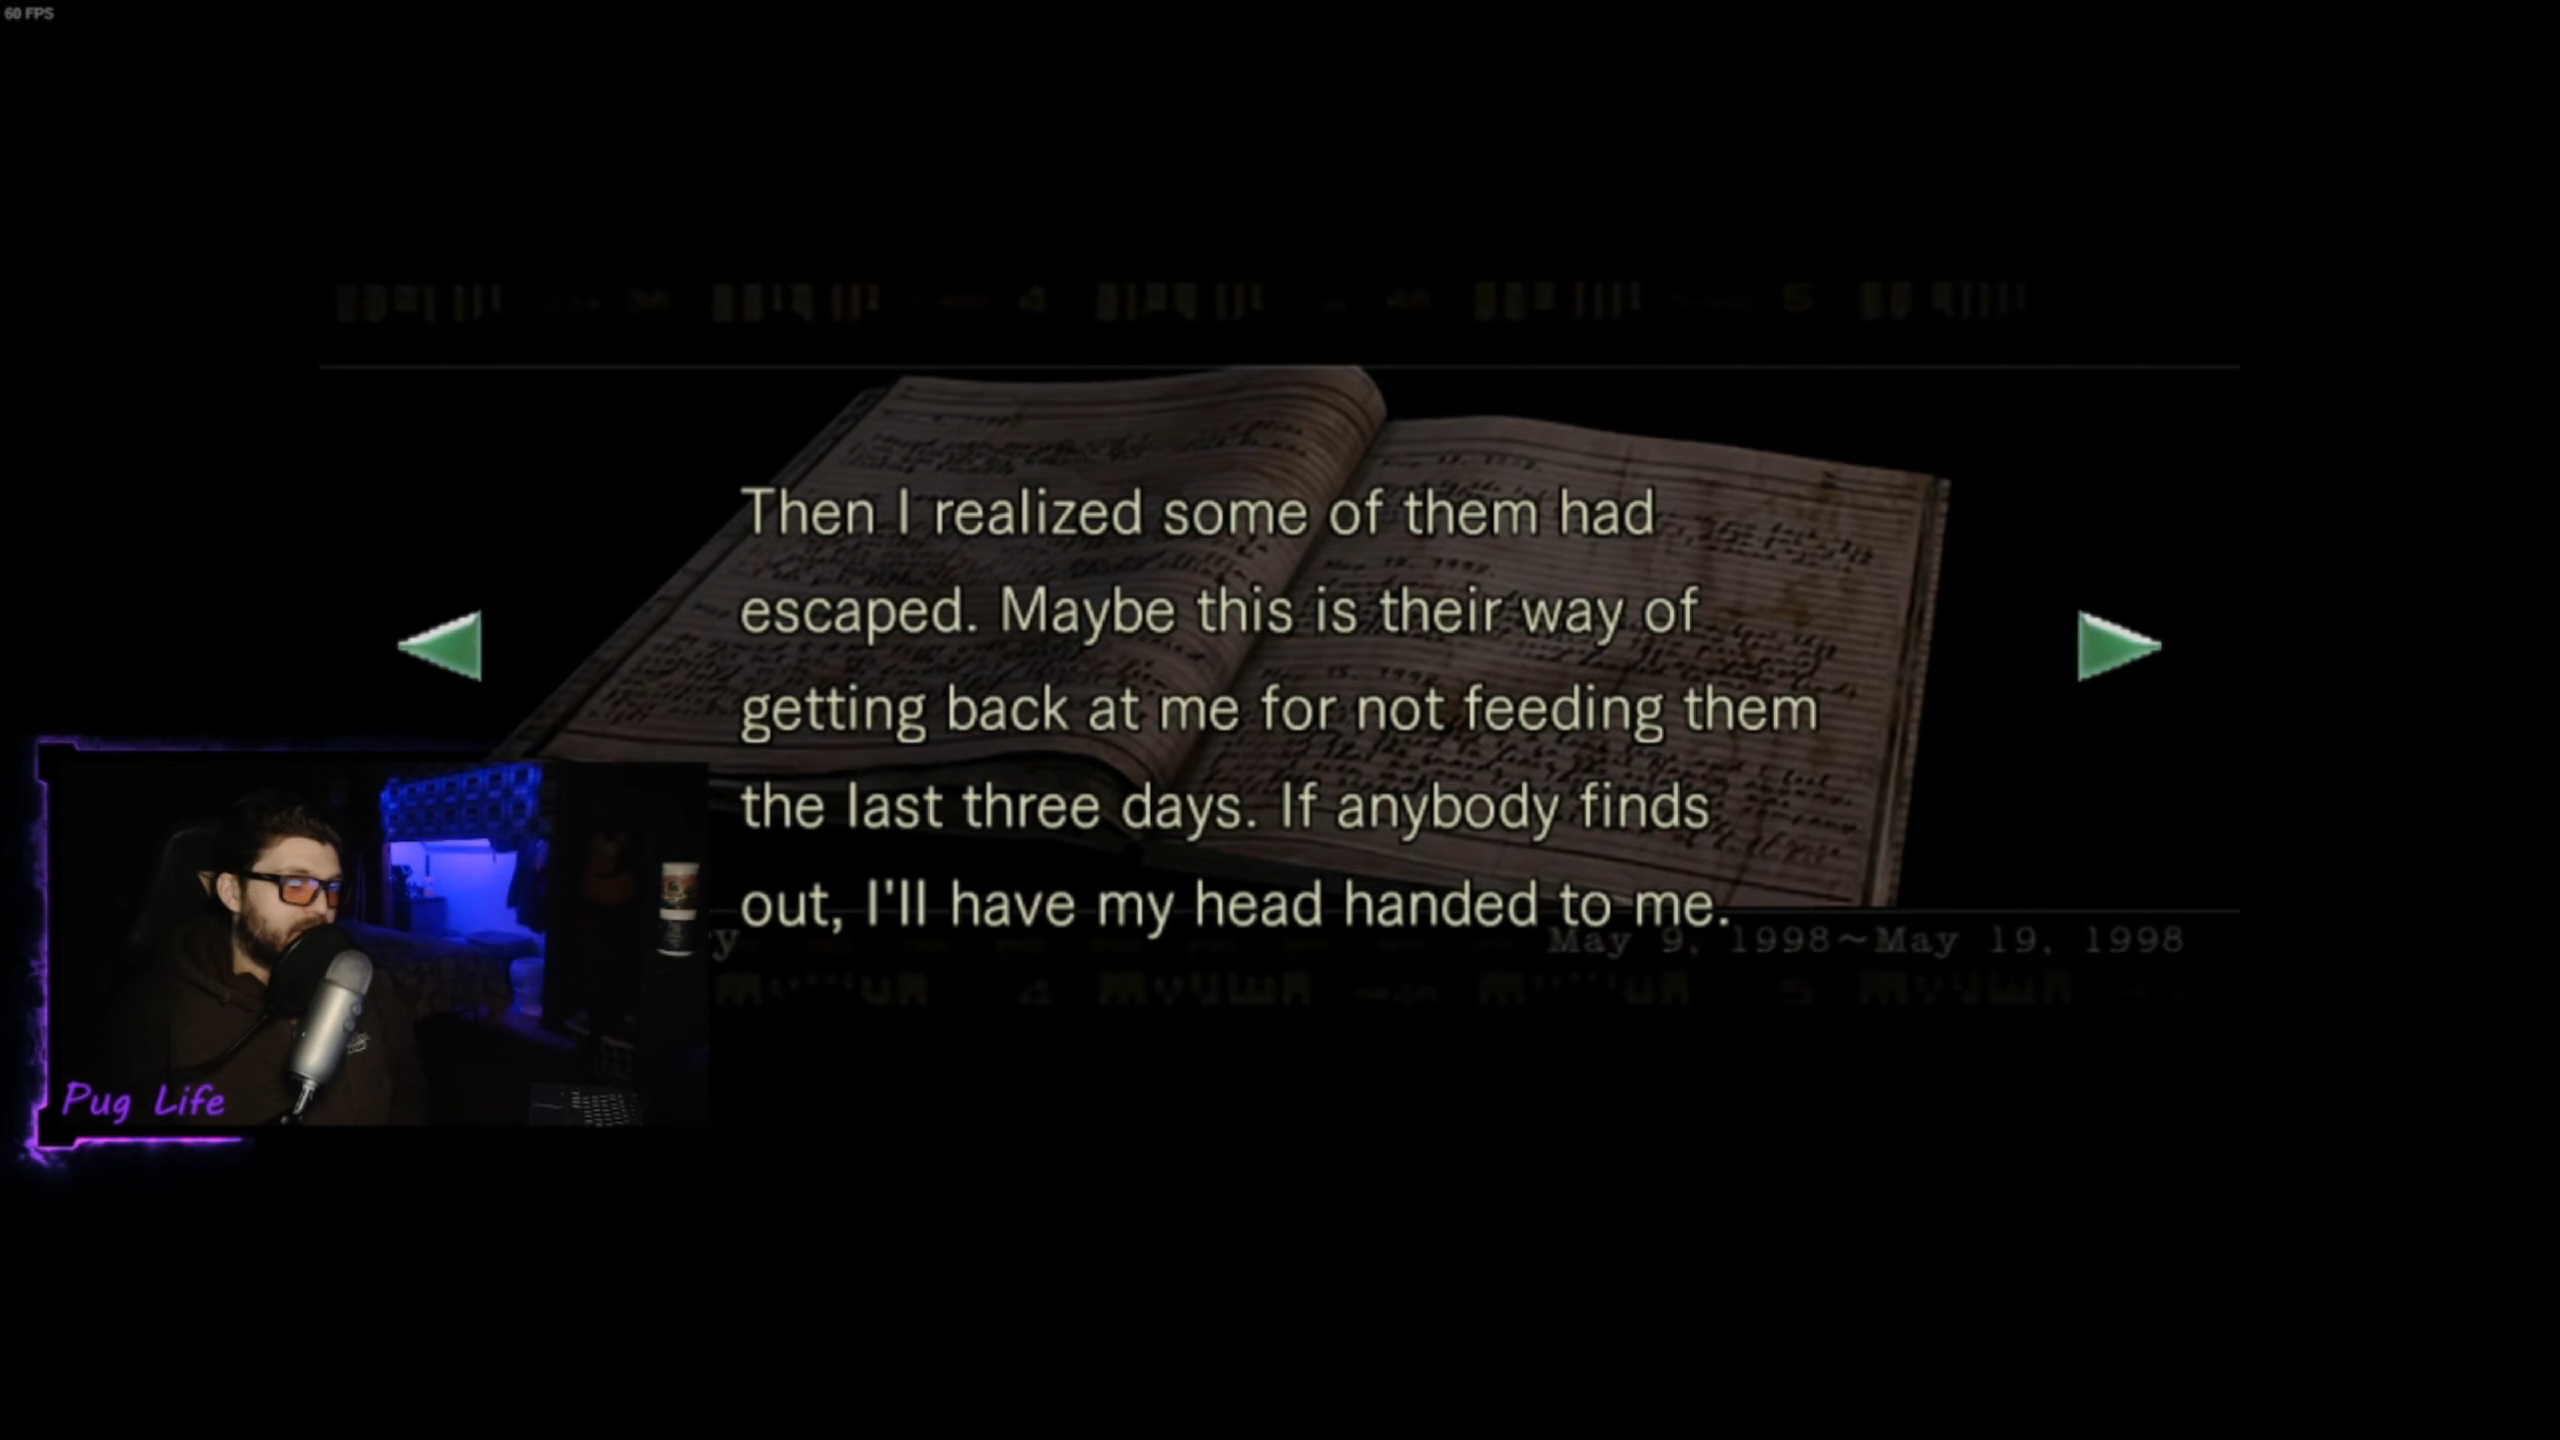 60 FPS
Then I realized some of them had
escaped. Maybe this is their way of
getting back at me for not feeding them
the last three days. If anybody finds
out, I'll have my head handed to me.
May 9, 1998~May 19, 1998
Pug Life